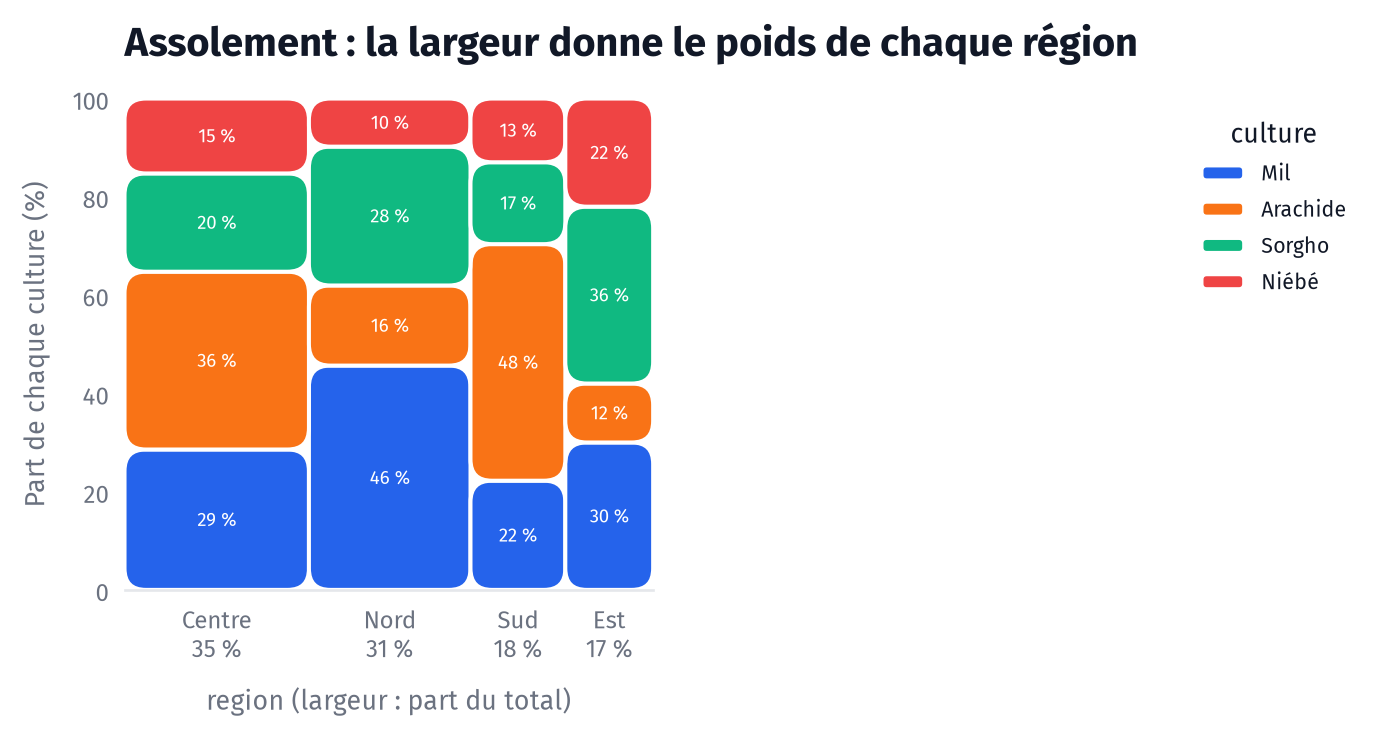 Assolement : la largeur donne le poids de chaque région
culture
Mil
Arachide
Sorgho
Niébé
Part de chaque culture (%)
100
80
60
40
20
0
15 %
20 %
36 %
29 %
10 %
28 %
16 %
46 %
13 %
17 %
48 %
22 %
22 %
36 %
12 %
30 %
Centre
35 %
Nord
31 %
Sud
18 %
Est
17 %
region (largeur : part du total)